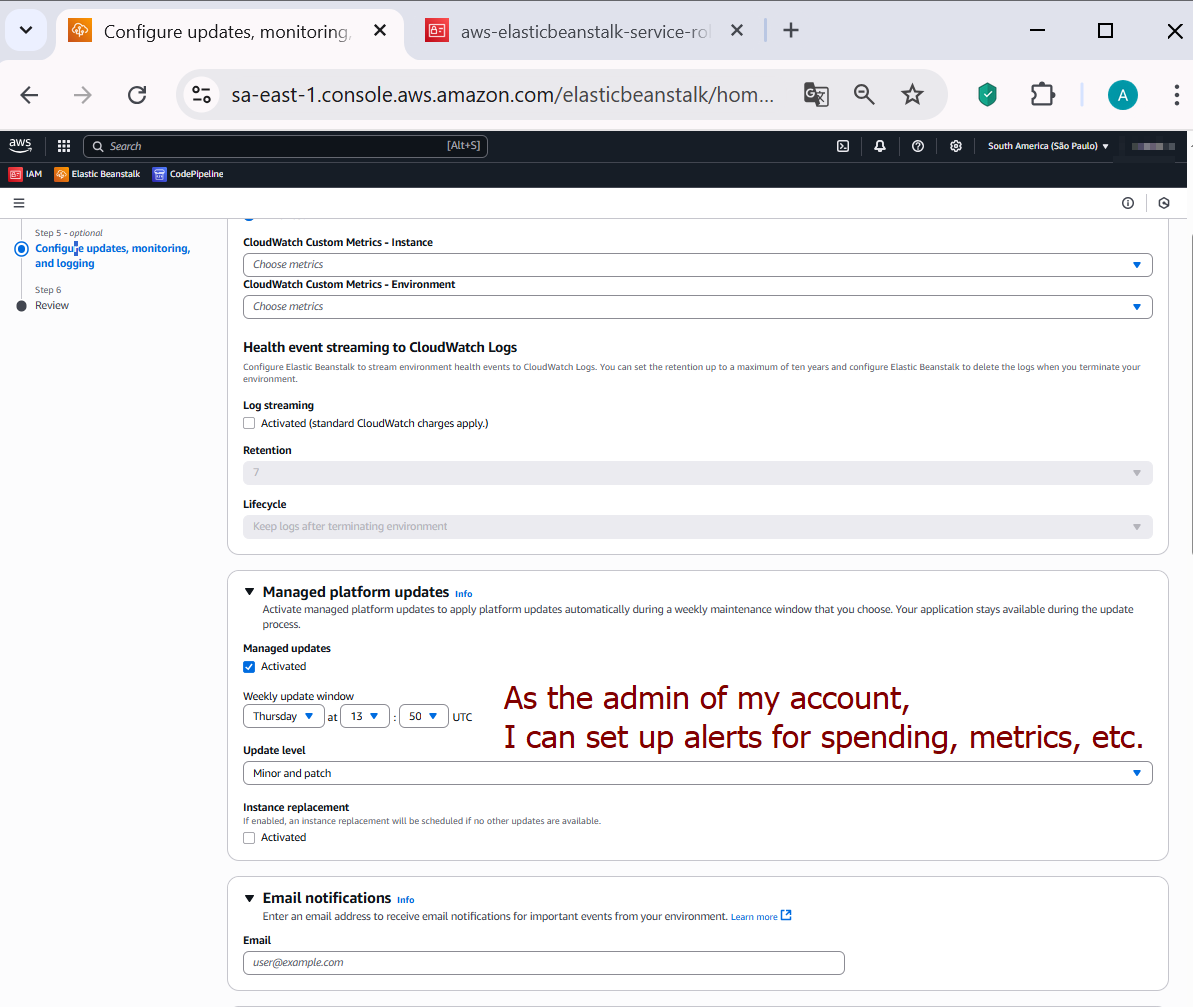 Configure updates, monitoring,
aws-elasticbeanstalk-service-rol
sa-east-1.console.aws.amazon.com/elasticbeanstalk/hom...
A
aws
Search
[Alt+S]
South America (São Paulo)
IAM
Elastic Beanstalk
CodePipeline
Step 5 - optional
Configure updates, monitoring,
and logging
Step 6
Review
CloudWatch Custom Metrics - Instance
Choose metrics
CloudWatch Custom Metrics - Environment
Choose metrics
Health event streaming to CloudWatch Logs
Configure Elastic Beanstalk to stream environment health events to CloudWatch Logs. You can set the retention up to a maximum of ten years and configure Elastic Beanstalk to delete the logs when you terminate your
environment.
Log streaming
Activated (standard CloudWatch charges apply.)
Retention
7
Lifecycle
Keep logs after terminating environment
Managed platform updates Info
Activate managed platform updates to apply platform updates automatically during a weekly maintenance window that you choose. Your application stays available during the update
process.
Managed updates
Activated
Weekly update window
Thursday at 13 : 50 UTC
As the admin of my account,
I can set up alerts for spending, metrics, etc.
Update level
Minor and patch
Instance replacement
If enabled, an instance replacement will be scheduled if no other updates are available.
Activated
Email notifications Info
Enter an email address to receive email notifications for important events from your environment. Learn more
Email
user@example.com